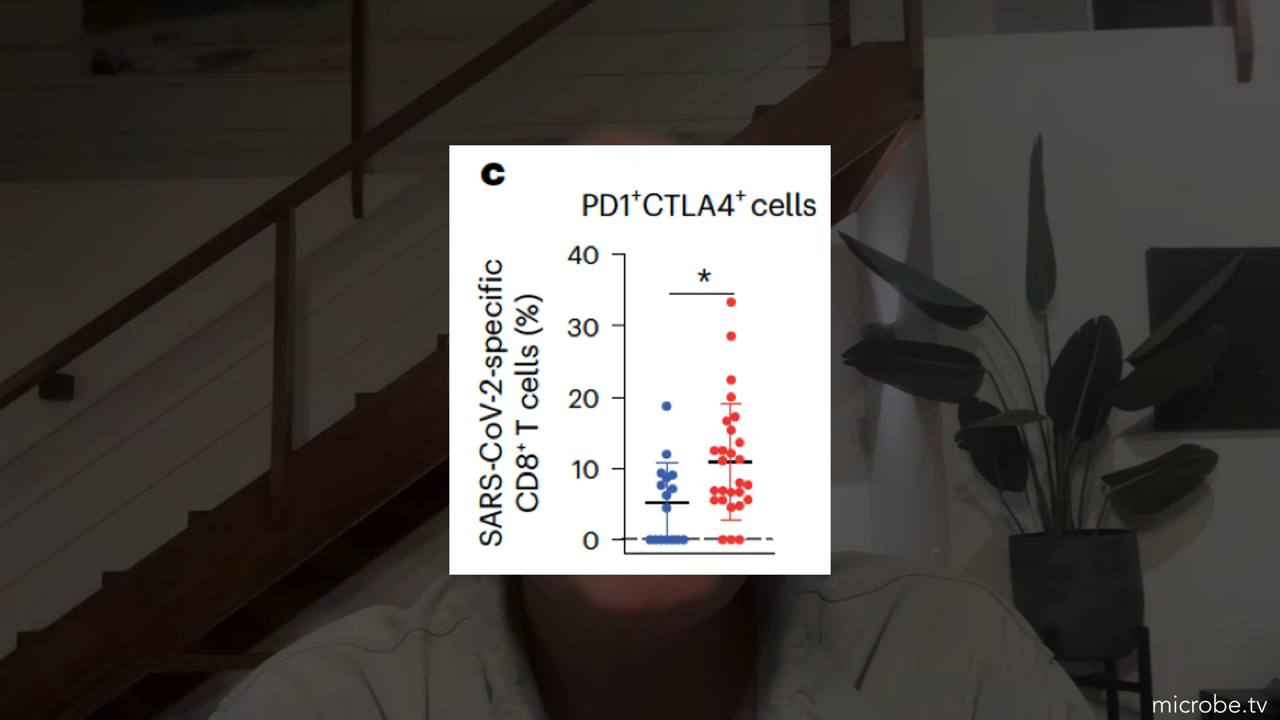 c
PD1⁺CTLA4⁺ cells
SARS-CoV-2-specific
CD8⁺ T cells (%)
40
30
20
10
0
*
microbe.tv